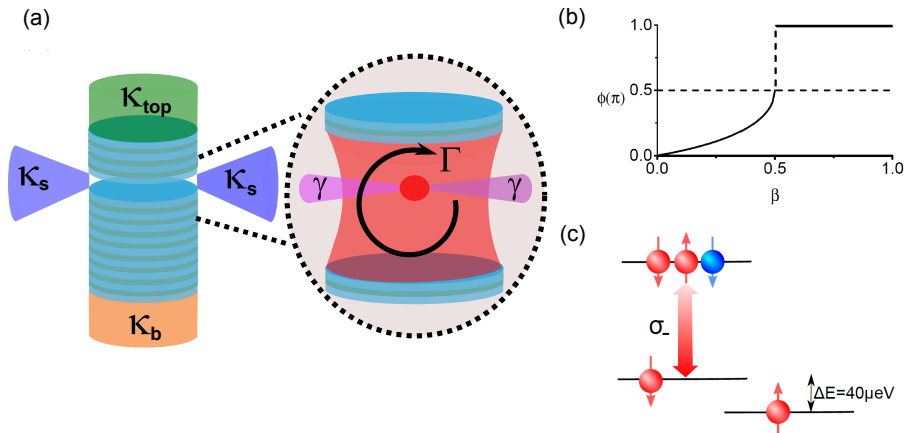 (a)
κtop
κs
κs
κb
Γ
γ
γ
(b)
1.0
ϕ(π) 0.5
0.0
0.0 0.5 1.0
β
(c)
σ-
ΔE=40μeV